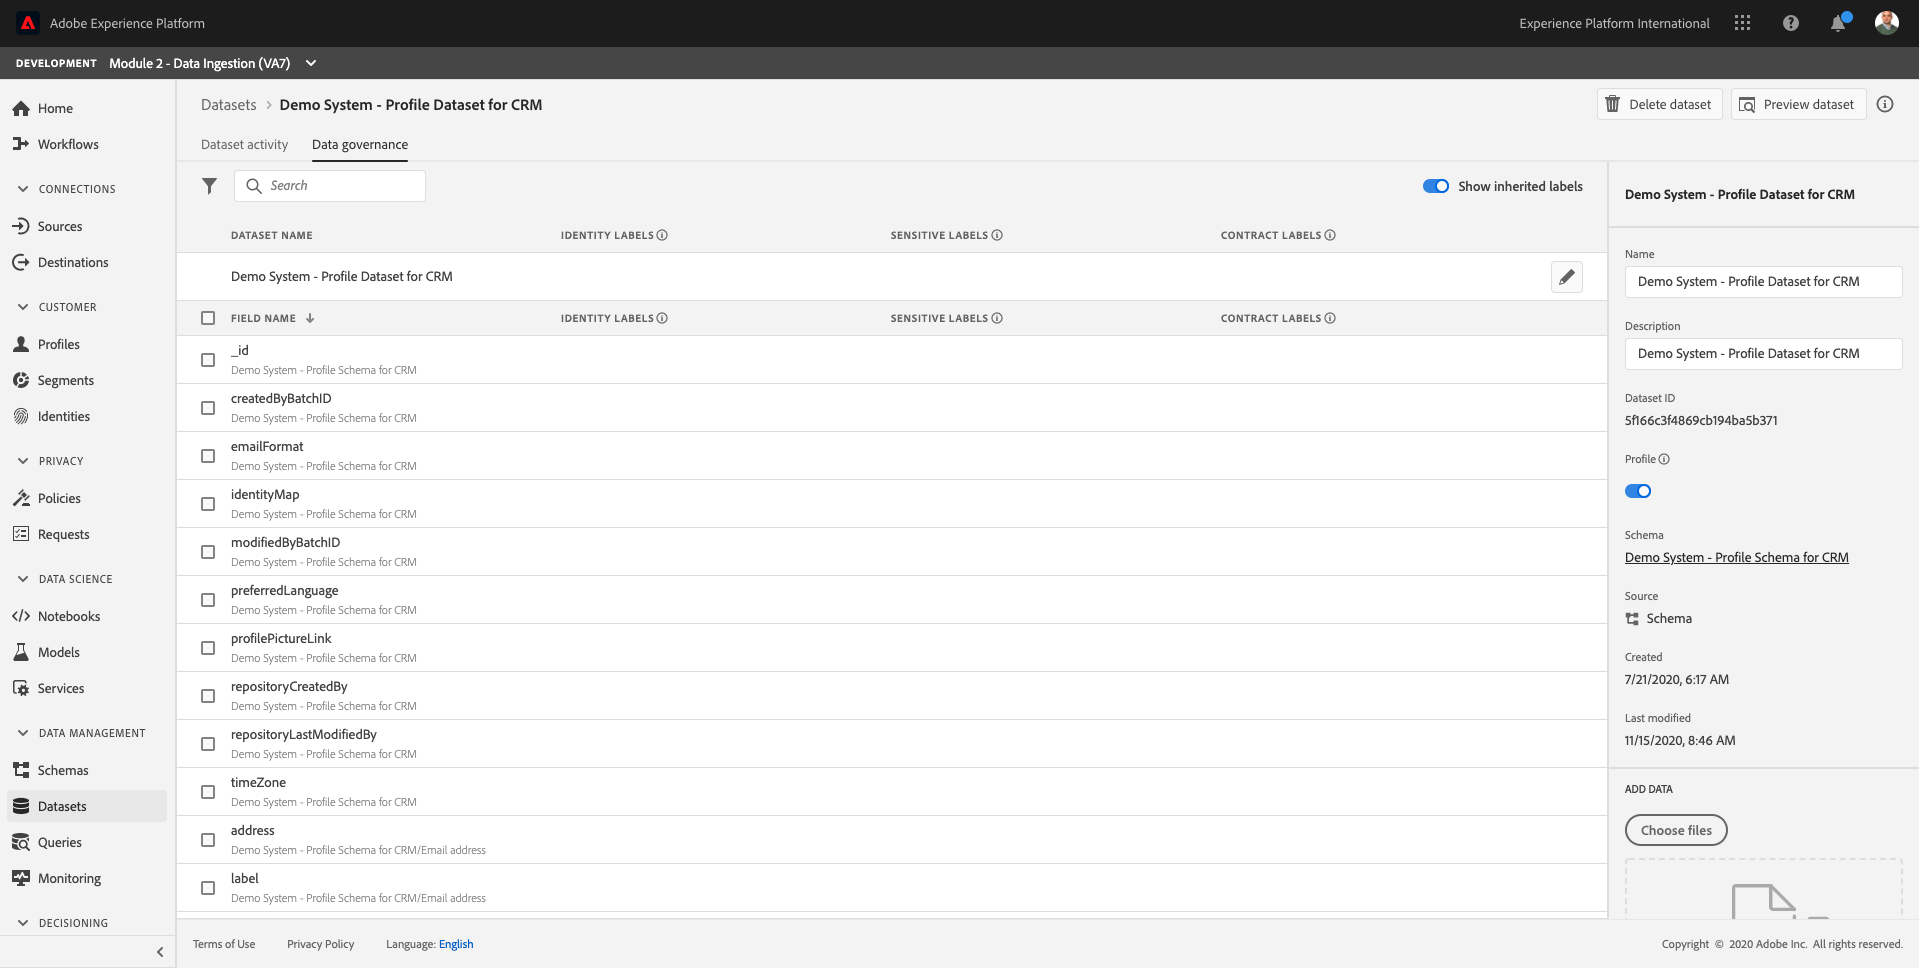 Adobe Experience Platform
Experience Platform International
DEVELOPMENT Module 2 - Data Ingestion (VA7)
Home
Workflows
CONNECTIONS
Sources
Destinations
CUSTOMER
Profiles
Segments
Identities
PRIVACY
Policies
Requests
DATA SCIENCE
Notebooks
Models
Services
DATA MANAGEMENT
Schemas
Datasets
Queries
Monitoring
DECISIONING
Datasets > Demo System - Profile Dataset for CRM
Delete dataset
Preview dataset
Dataset activity
Data governance
Search
Show inherited labels
DATASET NAME IDENTITY LABELS SENSITIVE LABELS CONTRACT LABELS
Demo System - Profile Dataset for CRM
FIELD NAME IDENTITY LABELS SENSITIVE LABELS CONTRACT LABELS
_id
Demo System - Profile Schema for CRM
createdByBatchID
Demo System - Profile Schema for CRM
emailFormat
Demo System - Profile Schema for CRM
identityMap
Demo System - Profile Schema for CRM
modifiedByBatchID
Demo System - Profile Schema for CRM
preferredLanguage
Demo System - Profile Schema for CRM
profilePictureLink
Demo System - Profile Schema for CRM
repositoryCreatedBy
Demo System - Profile Schema for CRM
repositoryLastModifiedBy
Demo System - Profile Schema for CRM
timeZone
Demo System - Profile Schema for CRM
address
Demo System - Profile Schema for CRM/Email address
label
Demo System - Profile Schema for CRM/Email address
Demo System - Profile Dataset for CRM
Name
Demo System - Profile Dataset for CRM
Description
Demo System - Profile Dataset for CRM
Dataset ID
5f166c3f4869cb194ba5b371
Profile
Schema
Demo System - Profile Schema for CRM
Source
Schema
Created
7/21/2020, 6:17 AM
Last modified
11/15/2020, 8:46 AM
ADD DATA
Choose files
Terms of Use
Privacy Policy
Language: English
Copyright © 2020 Adobe Inc. All rights reserved.